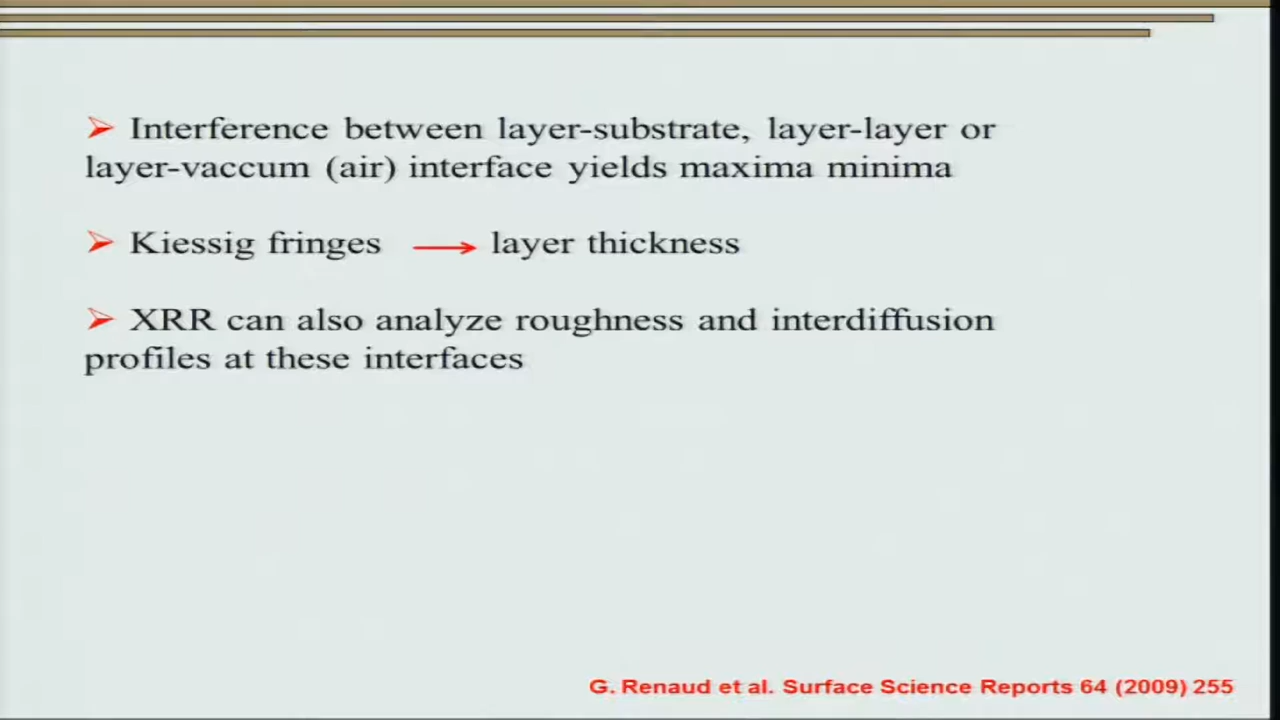 ➢ Interference between layer-substrate, layer-layer or
layer-vaccum (air) interface yields maxima minima
➢ Kiessig fringes → layer thickness
➢ XRR can also analyze roughness and interdiffusion
profiles at these interfaces
G. Renaud et al. Surface Science Reports 64 (2009) 255